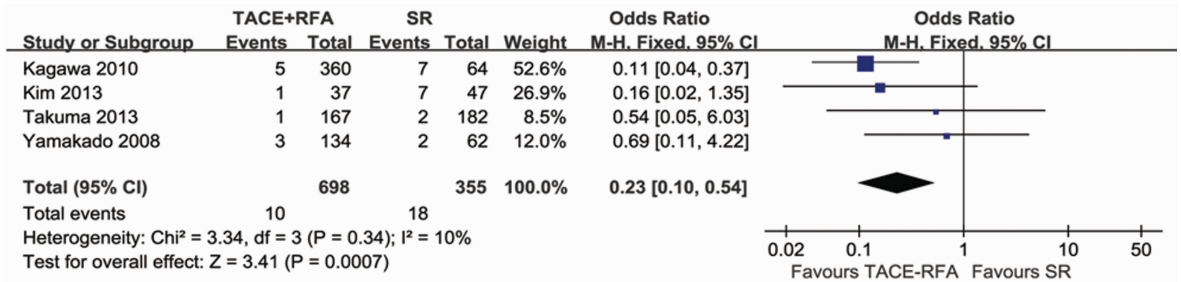 TACE+RFA SR Odds Ratio Odds Ratio
Study or Subgroup Events Total Events Total Weight M-H, Fixed, 95% CI M-H, Fixed, 95% CI
Kagawa 2010 5 360 7 64 52.6% 0.11 [0.04, 0.37]
Kim 2013 1 37 7 47 26.9% 0.16 [0.02, 1.35]
Takuma 2013 1 167 2 182 8.5% 0.54 [0.05, 6.03]
Yamakado 2008 3 134 2 62 12.0% 0.69 [0.11, 4.22]
Total (95% CI) 698 355 100.0% 0.23 [0.10, 0.54]
Total events 10 18
Heterogeneity: Chi² = 3.34, df = 3 (P = 0.34); I² = 10%
Test for overall effect: Z = 3.41 (P = 0.0007)
0.02 0.1 1 10 50
Favours TACE-RFA Favours SR